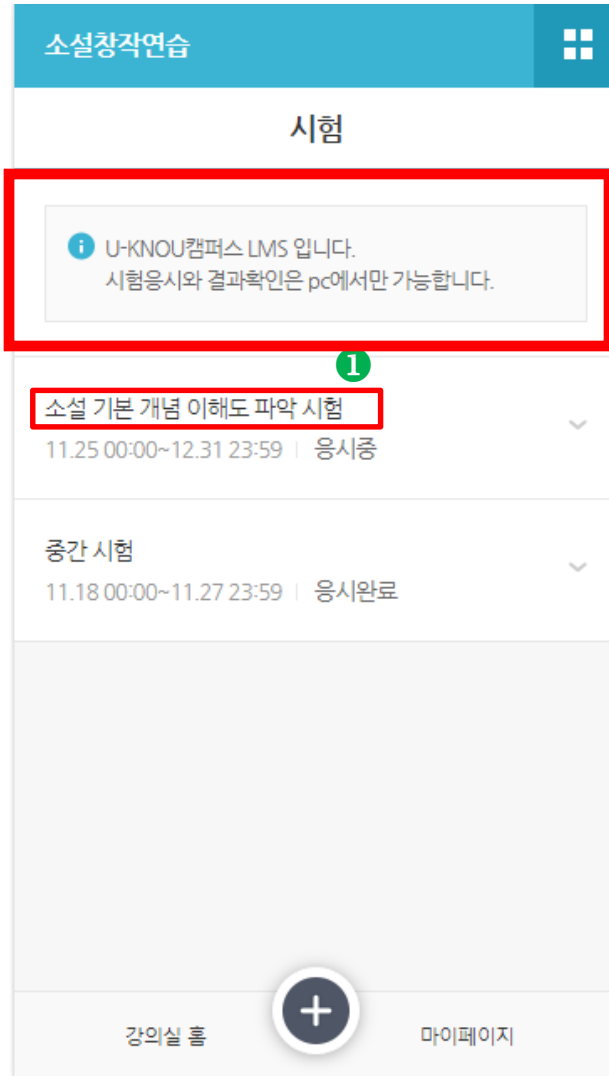 소설창작연습
시험
U-KNOU캠퍼스 LMS 입니다.
시험응시와 결과확인은 pc에서만 가능합니다.
1
소설 기본 개념 이해도 파악 시험
11.25 00:00~12.31 23:59 | 응시중
중간 시험
11.18 00:00~11.27 23:59 | 응시완료
강의실 홈
마이페이지